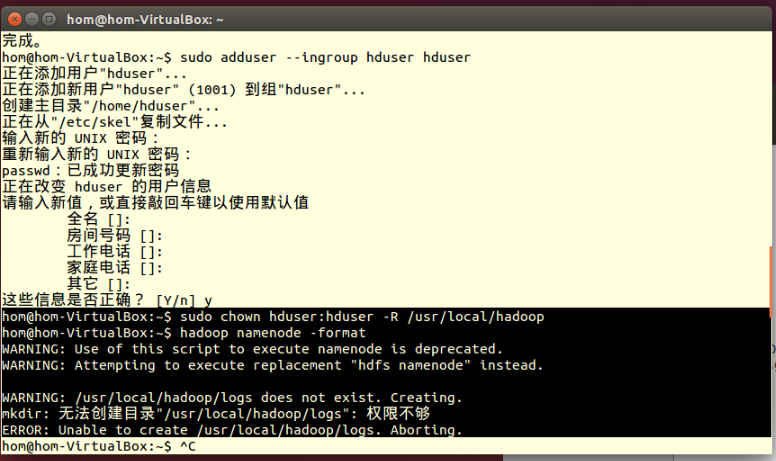 hom@hom-VirtualBox: ~
完成。
hom@hom-VirtualBox:~$ sudo adduser --ingroup hduser hduser
正在添加用户"hduser"...
正在添加新用户"hduser" (1001) 到组"hduser"...
创建主目录"/home/hduser"...
正在从"/etc/skel"复制文件...
输入新的 UNIX 密码：
重新输入新的 UNIX 密码：
passwd：已成功更新密码
正在改变 hduser 的用户信息
请输入新值，或直接敲回车键以使用默认值
全名 []:
房间号码 []:
工作电话 []:
家庭电话 []:
其它 []:
这些信息是否正确？ [Y/n] y
hom@hom-VirtualBox:~$ sudo chown hduser:hduser -R /usr/local/hadoop
hom@hom-VirtualBox:~$ hadoop namenode -format
WARNING: Use of this script to execute namenode is deprecated.
WARNING: Attempting to execute replacement "hdfs namenode" instead.
WARNING: /usr/local/hadoop/logs does not exist. Creating.
mkdir: 无法创建目录"/usr/local/hadoop/logs": 权限不够
ERROR: Unable to create /usr/local/hadoop/logs. Aborting.
hom@hom-VirtualBox:~$ ^C